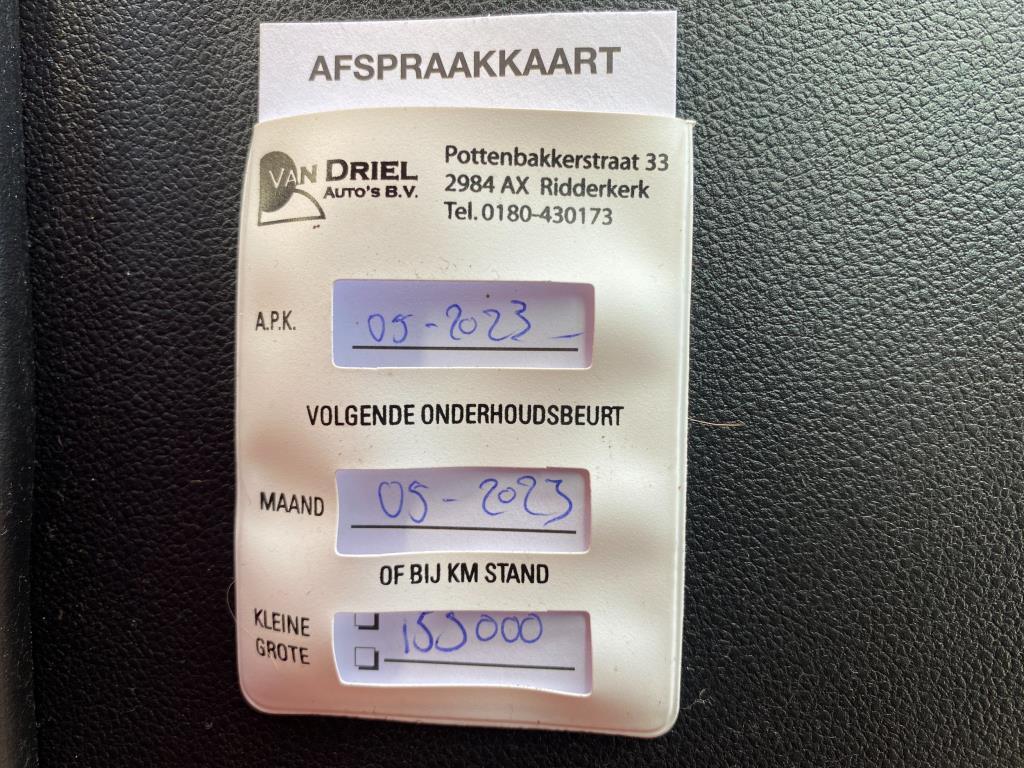 AFSPRAAKKAART
VAN DRIEL
AUTO'S B.V.
Pottenbakkerstraat 33
2984 AX Ridderkerk
Tel. 0180-430173
A.P.K. 05-2023
VOLGENDE ONDERHOUDSBEURT
MAAND 05-2023
OF BIJ KM STAND
KLEINE 155000
GROTE